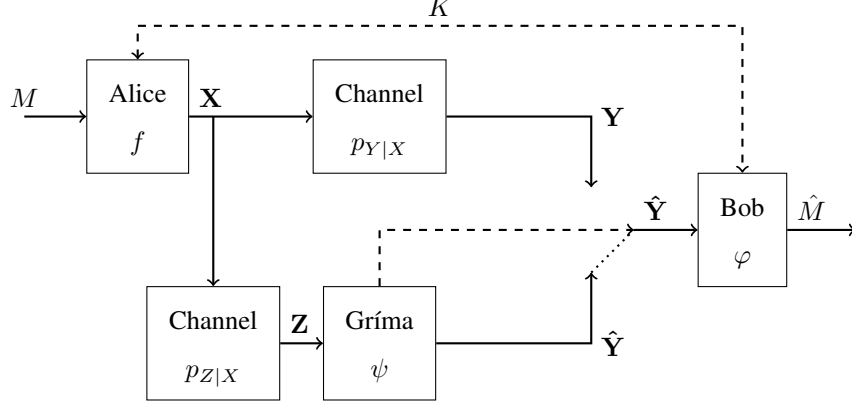 K
M
Alice
f
X
Channel
p_{Y|X}
Y
Ŷ
Bob
φ
M̂
Channel
p_{Z|X}
Z
Gríma
ψ
Ŷ